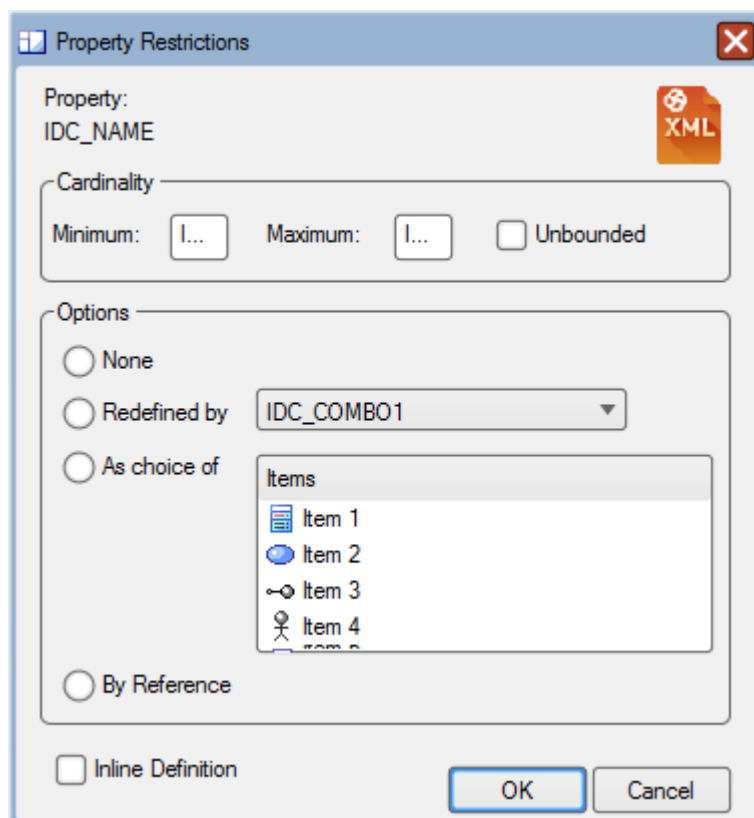 Property Restrictions
Property:
IDC_NAME
XML
Cardinality
Minimum: I... Maximum: I... Unbounded
Options
None
Redefined by IDC_COMBO1
As choice of
Items
Item 1
Item 2
Item 3
Item 4
By Reference
Inline Definition
OK Cancel